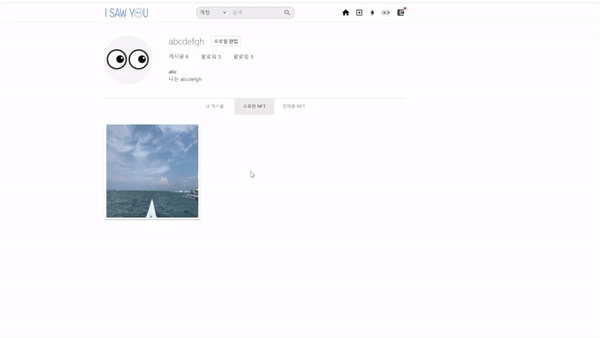 I SAW YOU
계정 검색
abcdefgh 프로필 편집
게시글 6 팔로워 3 팔로잉 1
abc
나는 abcdefgh
나 게시글 소유한 NFT 판매중 NFT